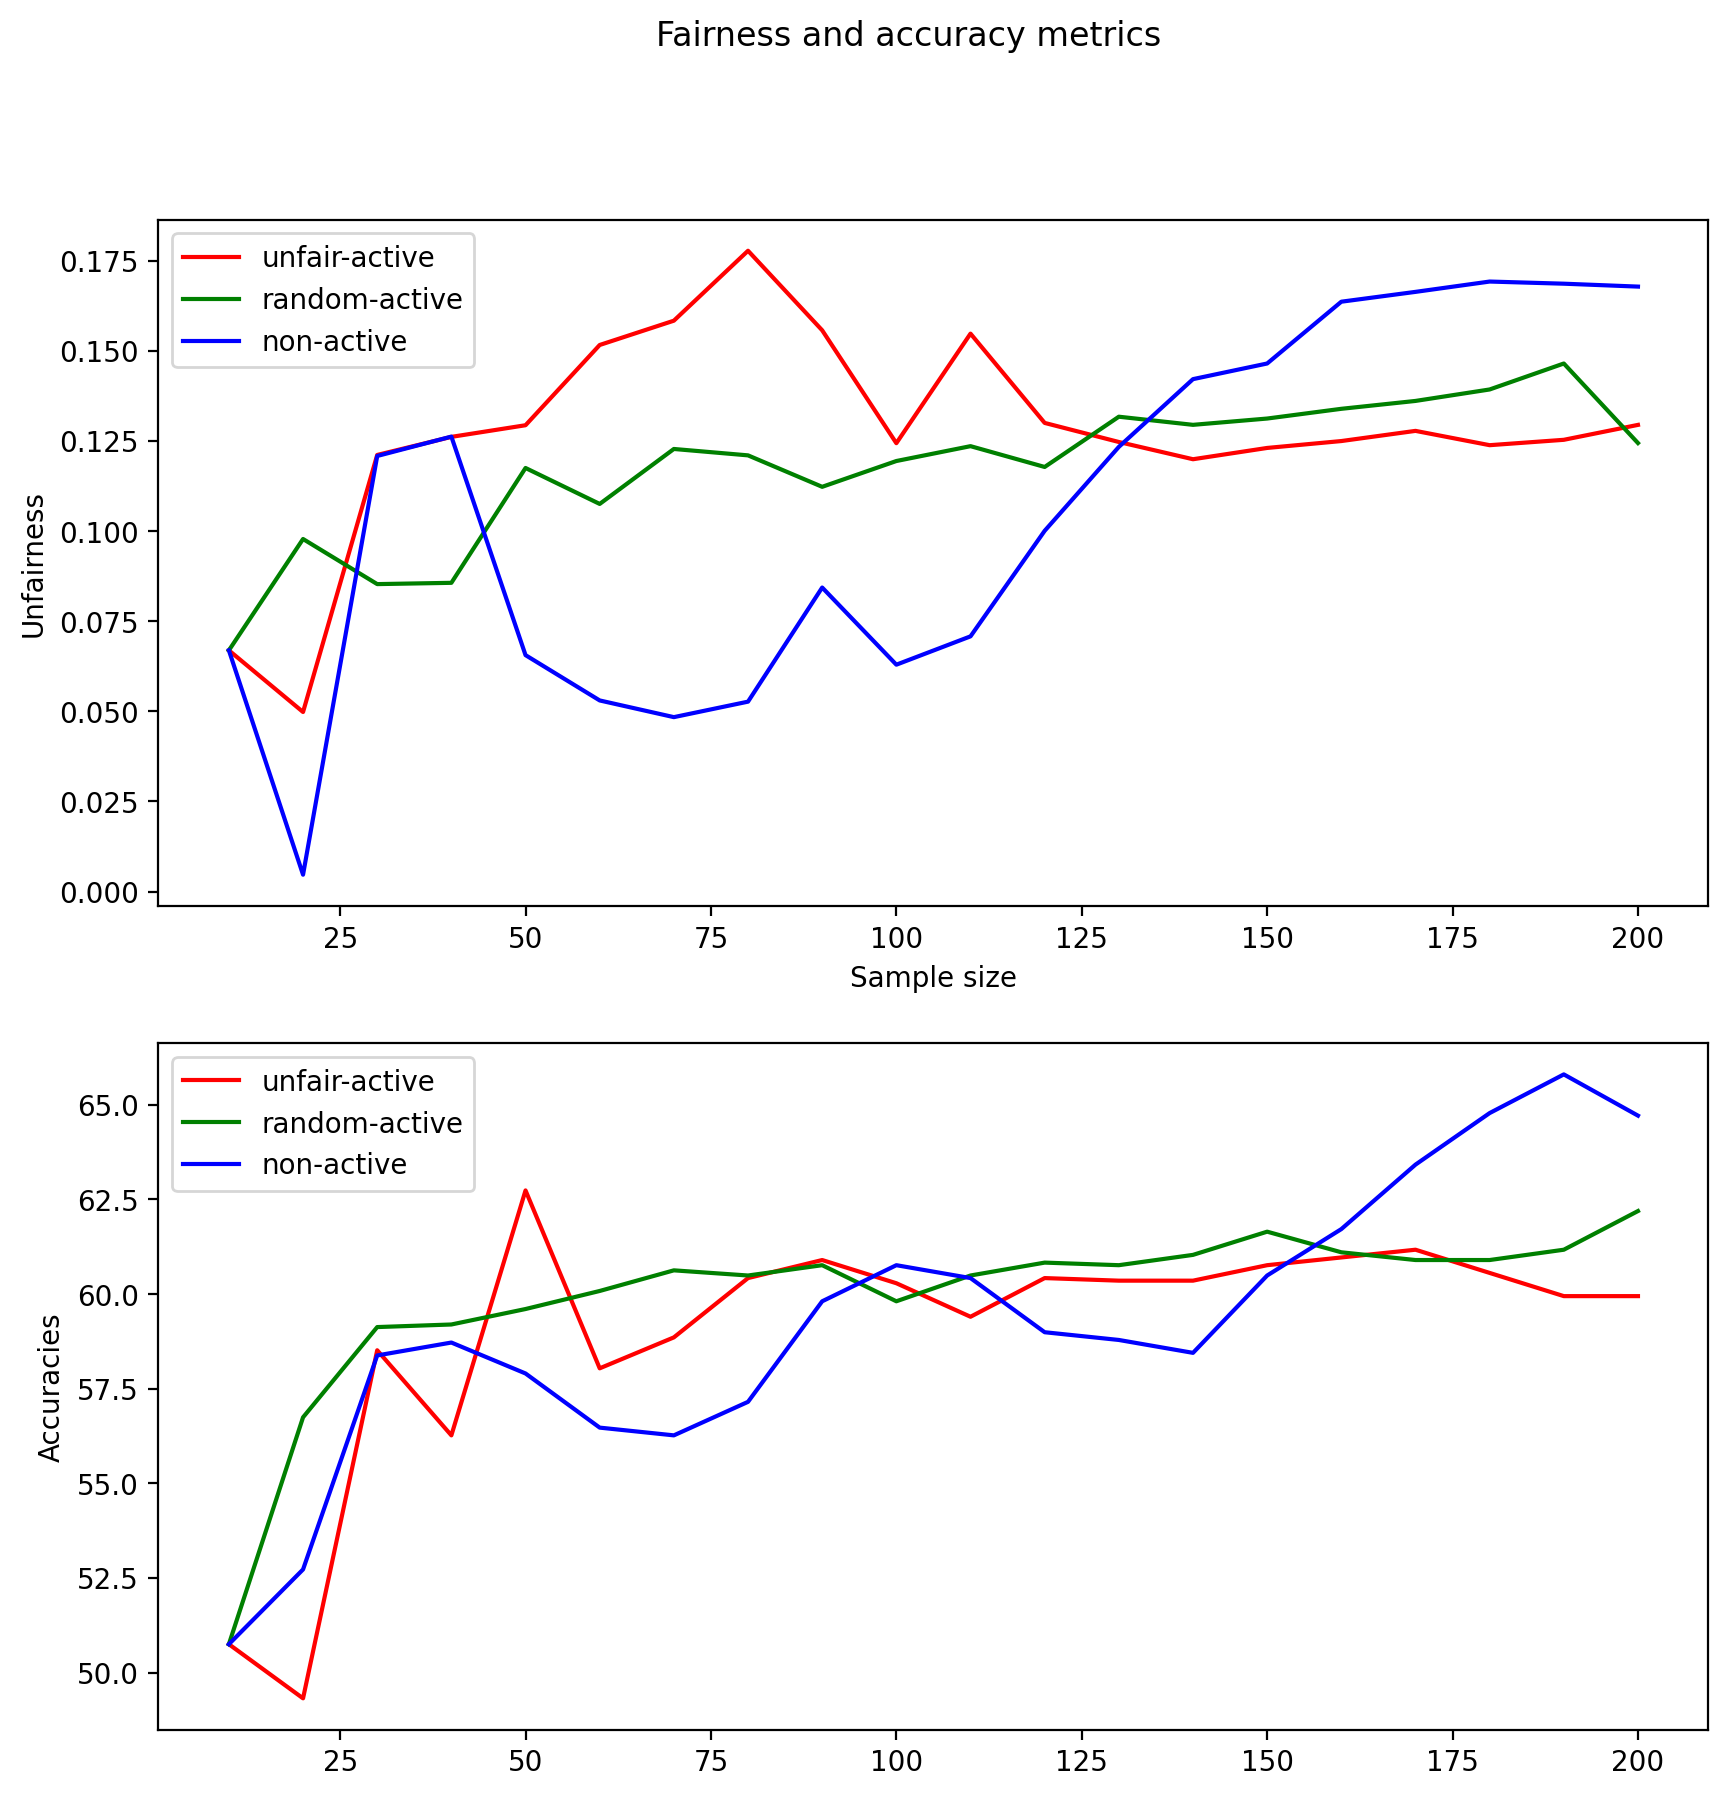 Fairness and accuracy metrics
unfair-active
random-active
non-active
0.175
0.150
0.125
0.100
0.075
0.050
0.025
0.000
Unfairness
25 50 75 100 125 150 175 200
Sample size
unfair-active
random-active
non-active
65.0
62.5
60.0
57.5
55.0
52.5
50.0
Accuracies
25 50 75 100 125 150 175 200